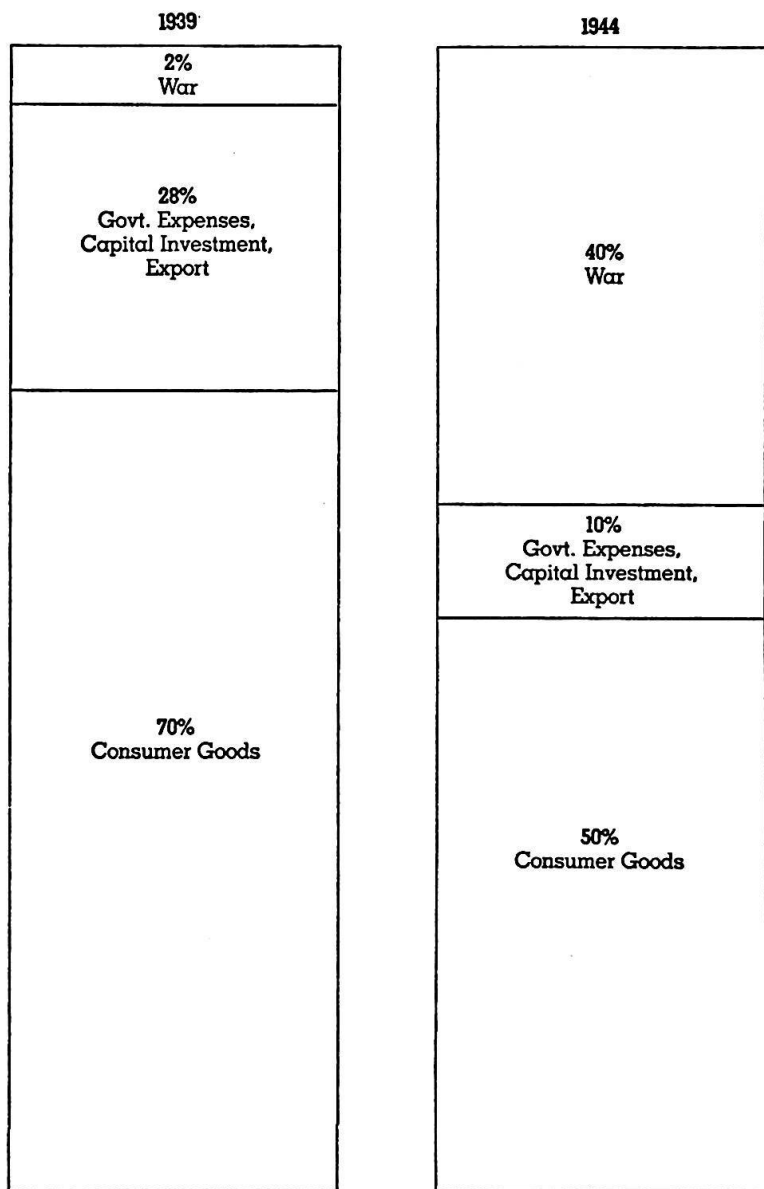 1939
2%
War
28%
Govt. Expenses,
Capital Investment,
Export
70%
Consumer Goods
1944
40%
War
10%
Govt. Expenses,
Capital Investment,
Export
50%
Consumer Goods